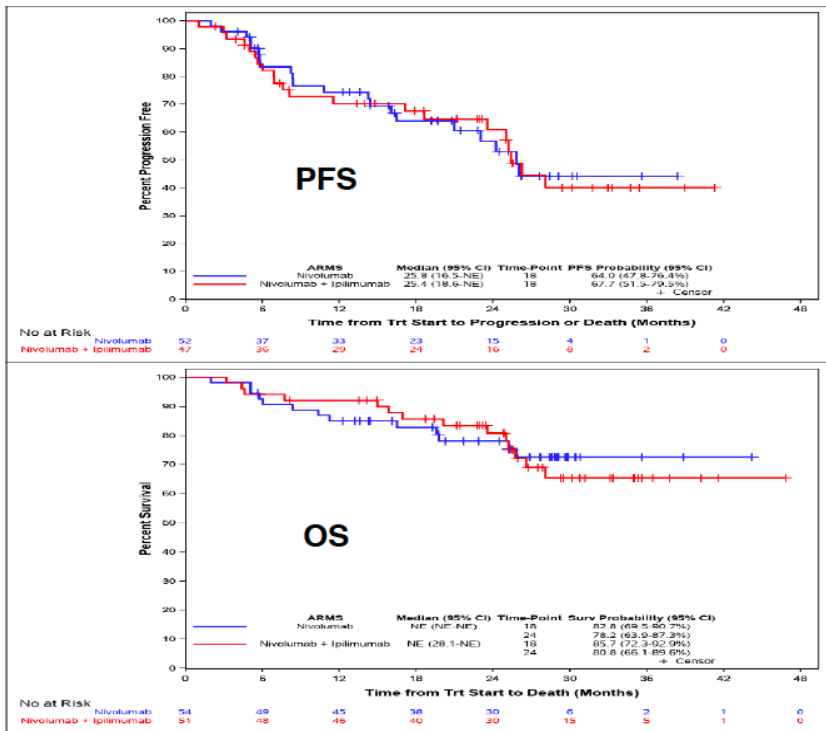 Percent Progression Free
100
90
80
70
60
50
40
30
20
10
0
PFS
ARMS Median (95% CI) Time-Point PFS Probability (95% CI)
Nivolumab 25.8 (16.5-NE) 18 64.0 (47.8-76.4%)
Nivolumab + Ipilimumab 25.4 (18.6-NE) 18 67.7 (51.5-79.5%)
+ Censor
0 6 12 18 24 30 36 42 48
Time from Trt Start to Progression or Death (Months)
No at Risk
Nivolumab 52 37 33 23 15 4 1 0
Nivolumab + Ipilimumab 47 36 29 24 16 8 2 0
Percent Survival
100
90
80
70
60
50
40
30
20
10
0
OS
ARMS Median (95% CI) Time-Point Surv Probability (95% CI)
Nivolumab NE (NE-NE) 18 82.8 (69.5-90.7%)
24 78.2 (63.9-87.3%)
Nivolumab + Ipilimumab NE (28.1-NE) 18 85.7 (72.3-92.9%)
24 80.8 (66.1-89.6%)
+ Censor
0 6 12 18 24 30 36 42 48
Time from Trt Start to Death (Months)
No at Risk
Nivolumab 54 49 45 38 30 6 2 1 0
Nivolumab + Ipilimumab 51 48 46 40 30 15 5 1 0